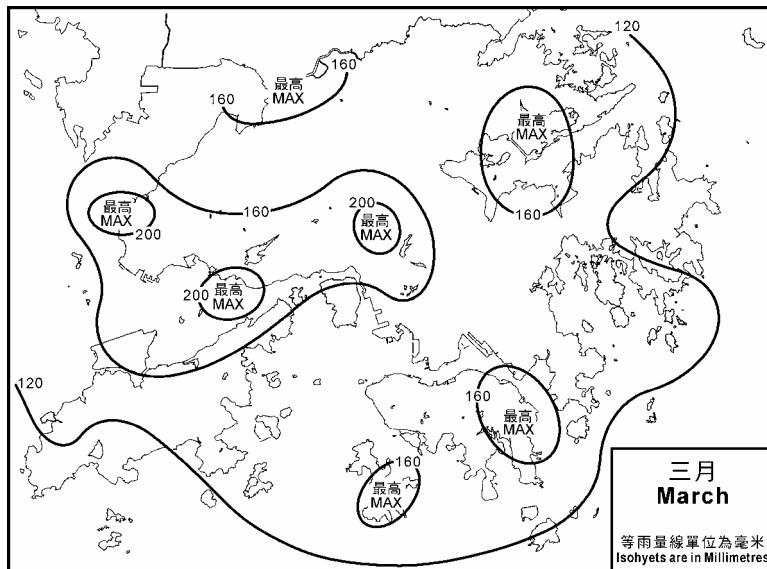 120
160
最高
MAX
160
最高
MAX
200
最高
MAX
160
200
最高
MAX
160
200
最高
MAX
120
160
最高
MAX
160
最高
MAX
三月
March
等雨量線單位為毫米
Isohyets are in Millimetres